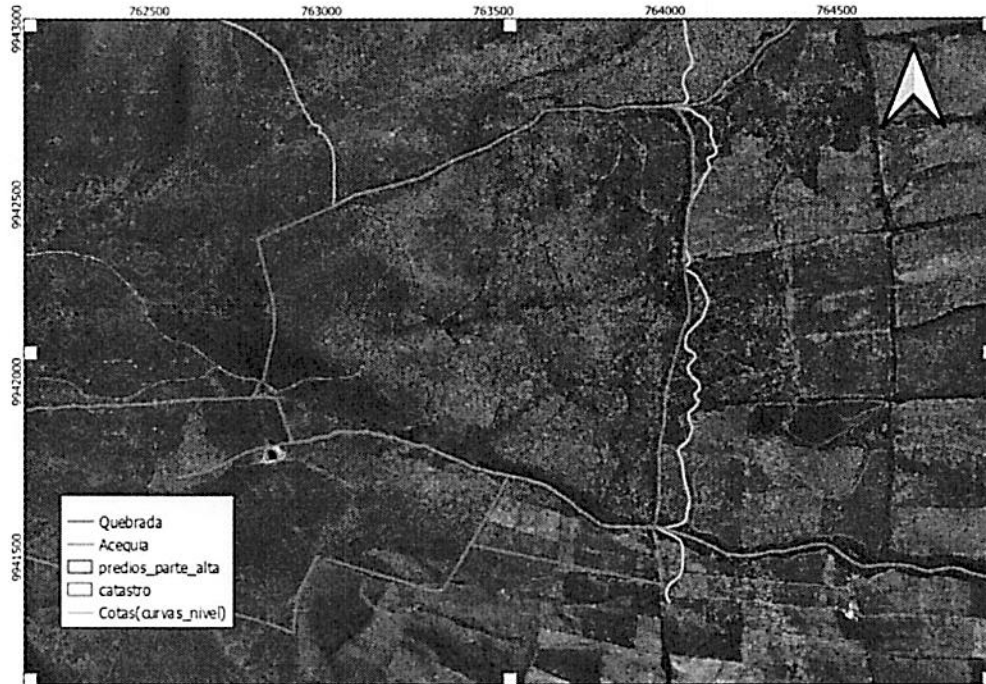 762500 763000 763500 764000 764500
9943000
9942500
9942000
9941500
Quebrada
Acequia
predios_parte_alta
catastro
Cotas(curvas_nivel)